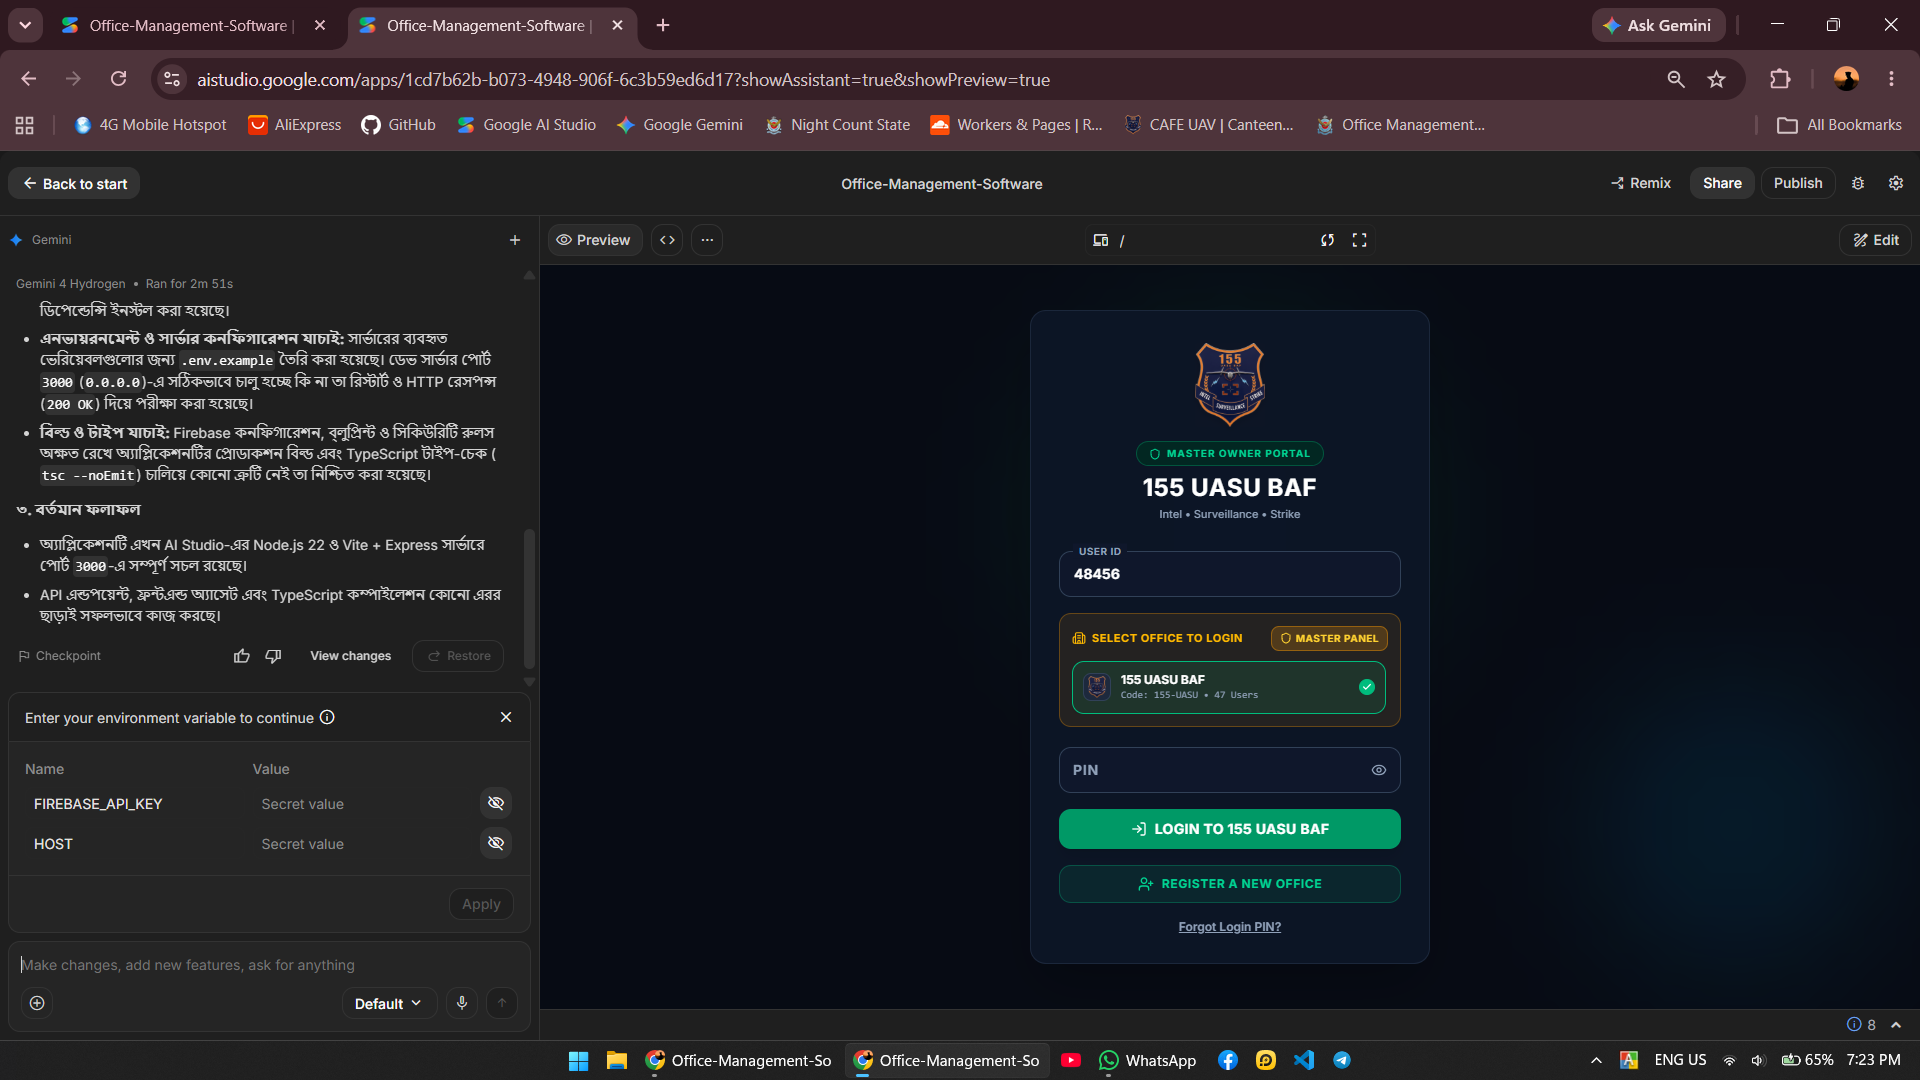 Office-Management-Software |
Office-Management-Software |
Ask Gemini
aistudio.google.com/apps/1cd7b62b-b073-4948-906f-6c3b59ed6d17?showAssistant=true&showPreview=true
4G Mobile Hotspot
AliExpress
GitHub
Google AI Studio
Google Gemini
Night Count State
Workers & Pages | R...
CAFE UAV | Canteen...
Office Management...
All Bookmarks
Back to start
Office-Management-Software
Remix
Share
Publish
Gemini
Preview
/
Edit
Gemini 4 Hydrogen • Ran for 2m 51s
ডিপেন্ডেন্সি ইনস্টল করা হয়েছে।
• এনভায়রনমেন্ট ও সার্ভার কনফিগারেশন যাচাই: সার্ভারের ব্যবহৃত
ভেরিয়েবলগুলোর জন্য .env.example তৈরি করা হয়েছে। ডেভ সার্ভার পোর্ট
3000 (0.0.0.0)-এ সঠিকভাবে চালু হচ্ছে কি না তা রিস্টার্ট ও HTTP রেসপন্স
(200 OK) দিয়ে পরীক্ষা করা হয়েছে।
• বিল্ড ও টাইপ যাচাই: Firebase কনফিগারেশন, ব্লুপ্রিন্ট ও সিকিউরিটি রুলস
অক্ষত রেখে অ্যাপ্লিকেশনটির প্রোডাকশন বিল্ড এবং TypeScript টাইপ-চেক (
tsc --noEmit) চালিয়ে কোনো ত্রুটি নেই তা নিশ্চিত করা হয়েছে।
৩. বর্তমান ফলাফল
• অ্যাপ্লিকেশনটি এখন AI Studio-এর Node.js 22 ও Vite + Express সার্ভারে
পোর্ট 3000-এ সম্পূর্ণ সচল রয়েছে।
• API এন্ডপয়েন্ট, ফ্রন্টএন্ড অ্যাসেট এবং TypeScript কম্পাইলেশন কোনো এরর
ছাড়াই সফলভাবে কাজ করছে।
Checkpoint
View changes
Restore
Enter your environment variable to continue
Name
Value
FIREBASE_API_KEY
Secret value
HOST
Secret value
Apply
Make changes, add new features, ask for anything
Default
155
INTEL
SURVEILLANCE
STRIKE
MASTER OWNER PORTAL
155 UASU BAF
Intel • Surveillance • Strike
USER ID
48456
SELECT OFFICE TO LOGIN
MASTER PANEL
155 UASU BAF
Code: 155-UASU • 47 Users
PIN
LOGIN TO 155 UASU BAF
REGISTER A NEW OFFICE
Forgot Login PIN?
8
Office-Management-So
Office-Management-So
WhatsApp
ENG US
65%
7:23 PM